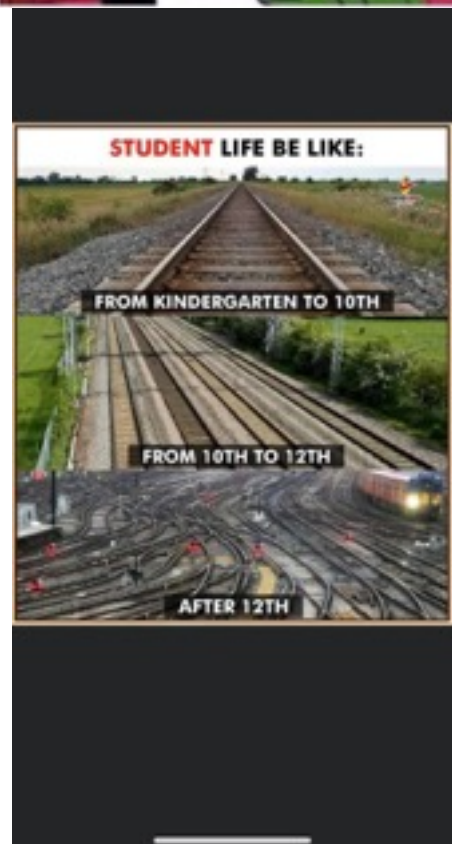 STUDENT LIFE BE LIKE:
FROM KINDERGARTEN TO 10TH
FROM 10TH TO 12TH
AFTER 12TH